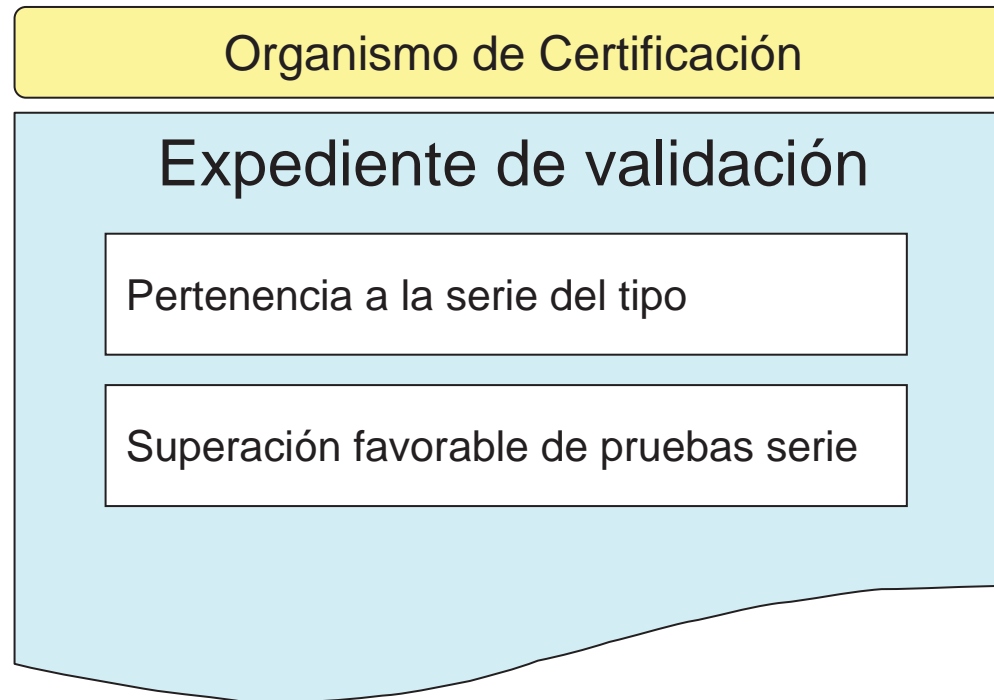 Organismo de Certificación
Expediente de validación
Pertenencia a la serie del tipo
Superación favorable de pruebas serie